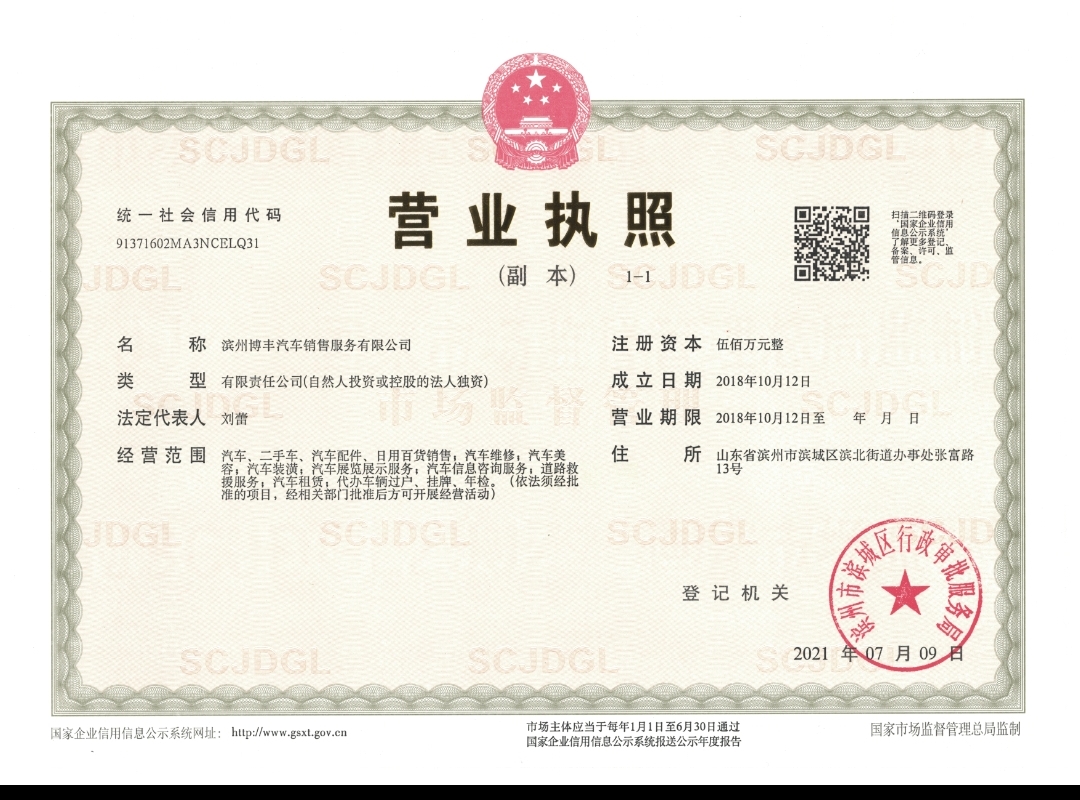 营业执照
(副 本) 1-1
统一社会信用代码
91371602MA3NCELQ31
扫描二维码登录
'国家企业信用
信息公示系统'
了解更多登记、
备案、许可、监
管信息。
名 称 滨州博丰汽车销售服务有限公司
类 型 有限责任公司(自然人投资或控股的法人独资)
法定代表人 刘蕾
经营范围 汽车、二手车、汽车配件、日用百货销售；汽车维修；汽车美
容；汽车装潢；汽车展览展示服务；汽车信息咨询服务；道路救
援服务；汽车租赁；代办车辆过户、挂牌、年检。（依法须经批
准的项目，经相关部门批准后方可开展经营活动）
注册资本 伍佰万元整
成立日期 2018年10月12日
营业期限 2018年10月12日至 年 月 日
住 所 山东省滨州市滨城区滨北街道办事处张富路
13号
登记机关
滨州市滨城区行政审批服务局
2021 年 07 月 09 日
国家企业信用信息公示系统网址： http://www.gsxt.gov.cn
市场主体应当于每年1月1日至6月30日通过
国家企业信用信息公示系统报送公示年度报告
国家市场监督管理总局监制
SCJDGL
市场监督管理